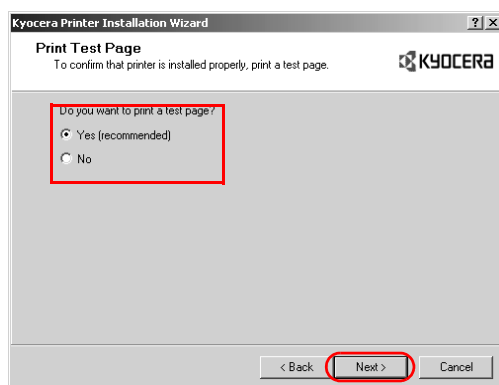 Kyocera Printer Installation Wizard
Print Test Page
To confirm that printer is installed properly, print a test page.
KYOCERA
Do you want to print a test page?
Yes (recommended)
No
< Back Next > Cancel